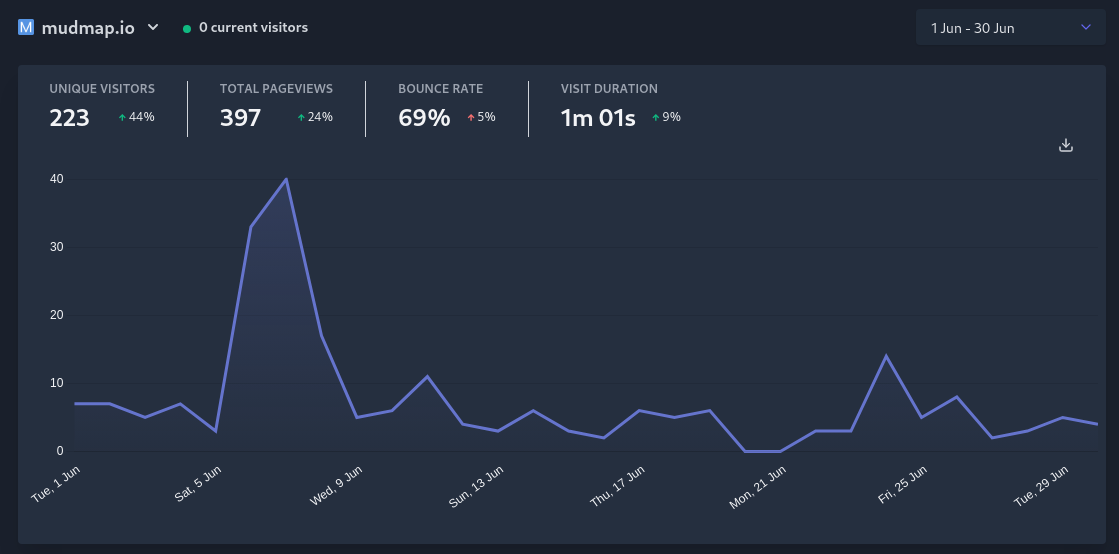 M mudmap.io 0 current visitors 1 Jun - 30 Jun
UNIQUE VISITORS TOTAL PAGEVIEWS BOUNCE RATE VISIT DURATION
223 ↑ 44% 397 ↑ 24% 69% ↑ 5% 1m 01s ↑ 9%
40
30
20
10
0
Tue, 1 Jun Sat, 5 Jun Wed, 9 Jun Sun, 13 Jun Thu, 17 Jun Mon, 21 Jun Fri, 25 Jun Tue, 29 Jun